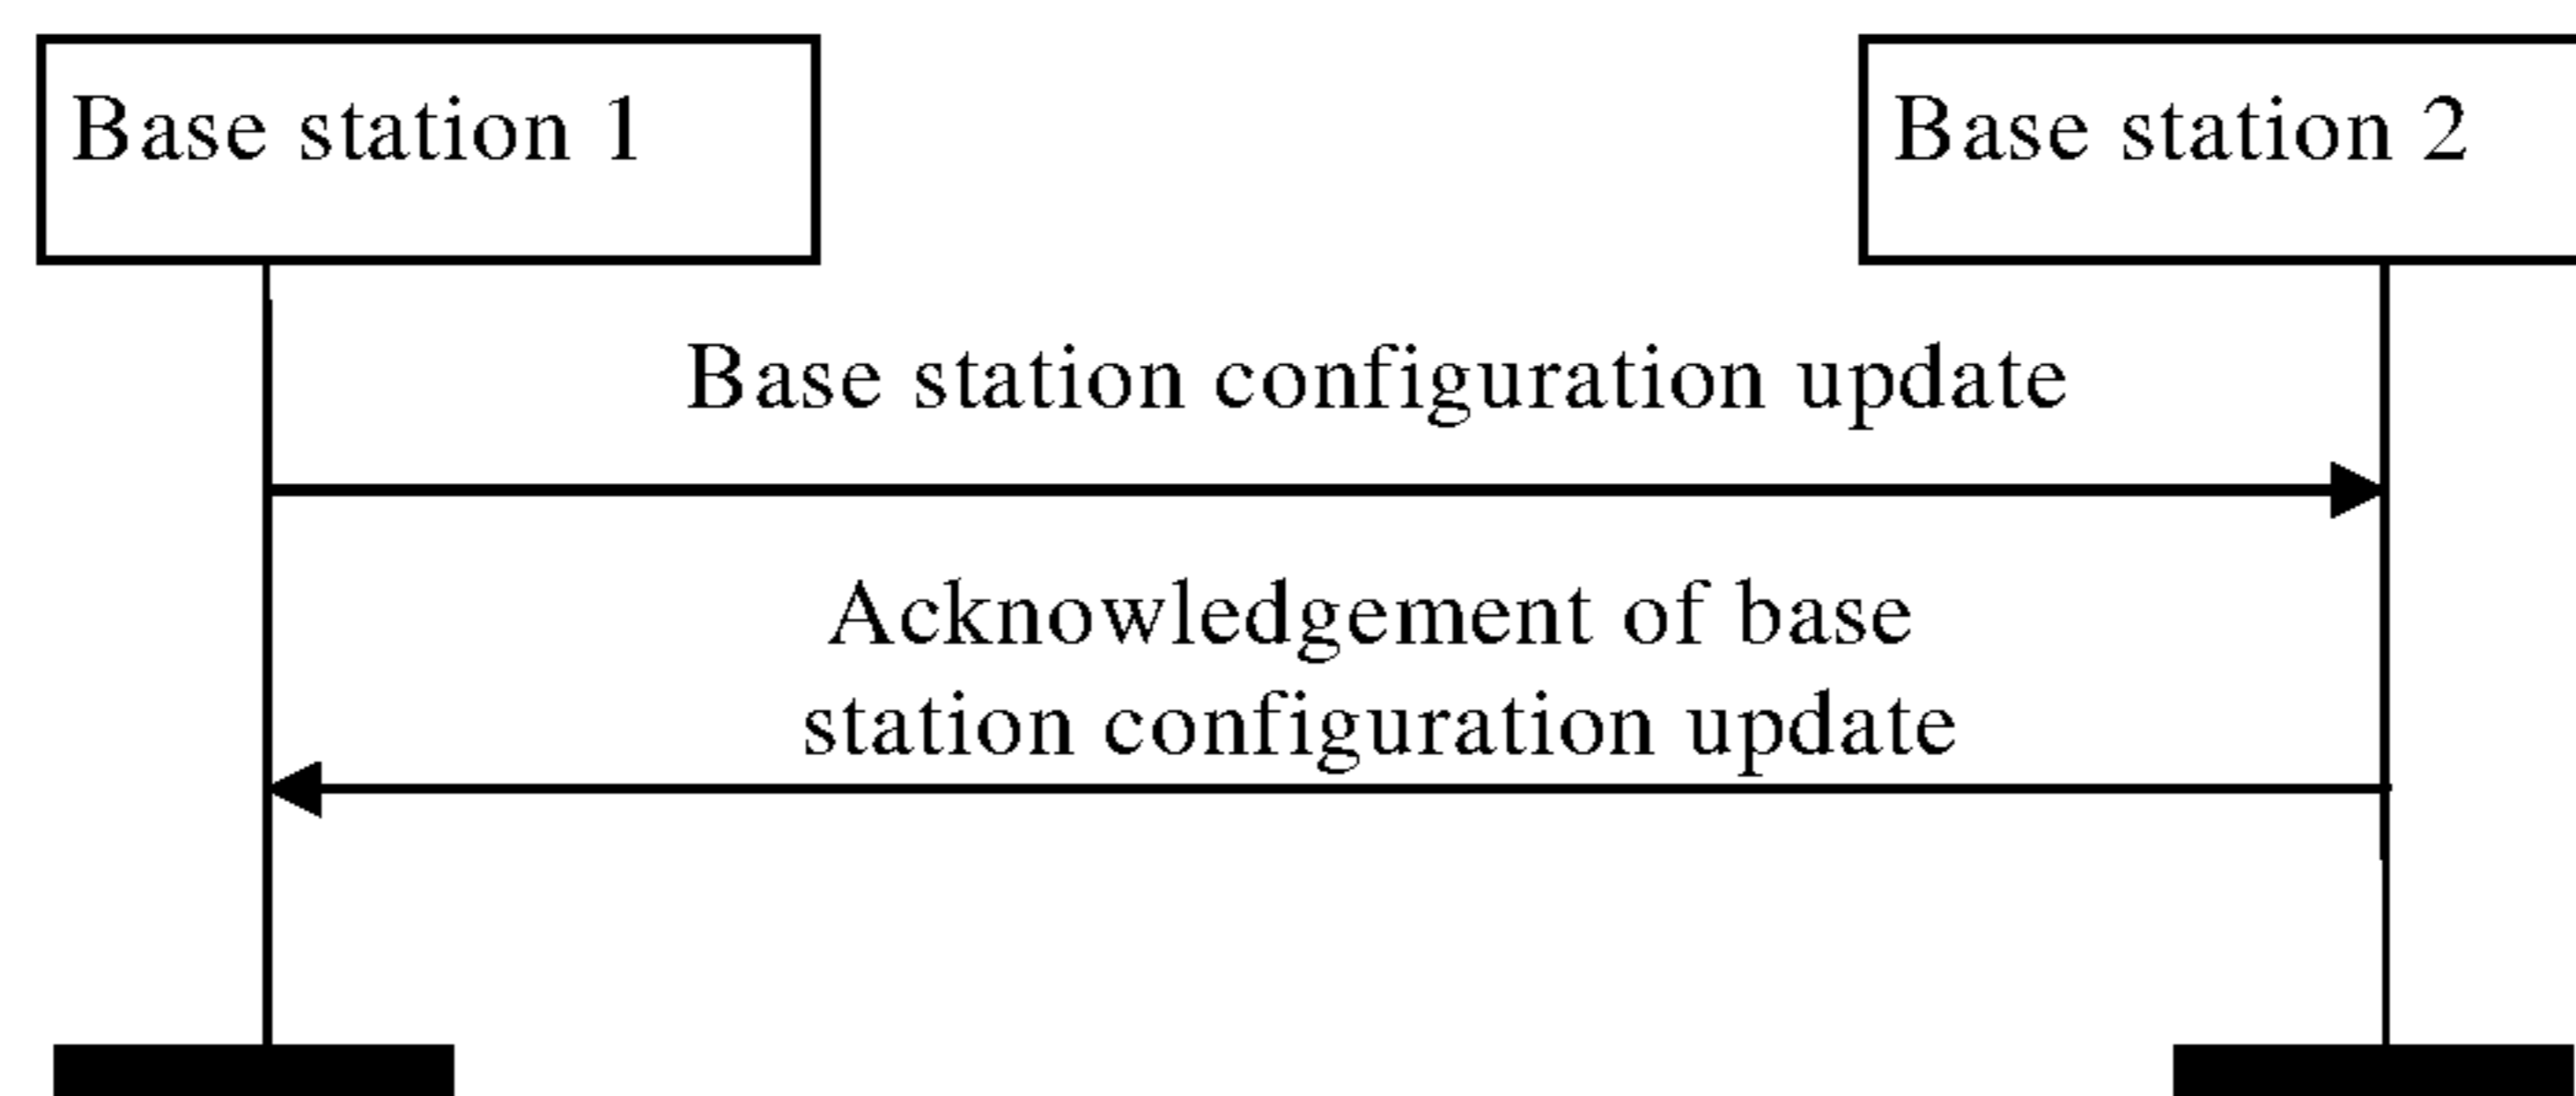 Base station 1
Base station 2
Base station configuration update
Acknowledgement of base
station configuration update